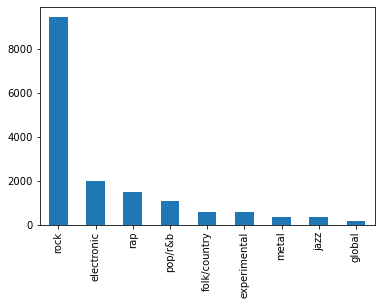 8000
6000
4000
2000
0
rock
electronic
rap
pop/r&b
folk/country
experimental
metal
jazz
global